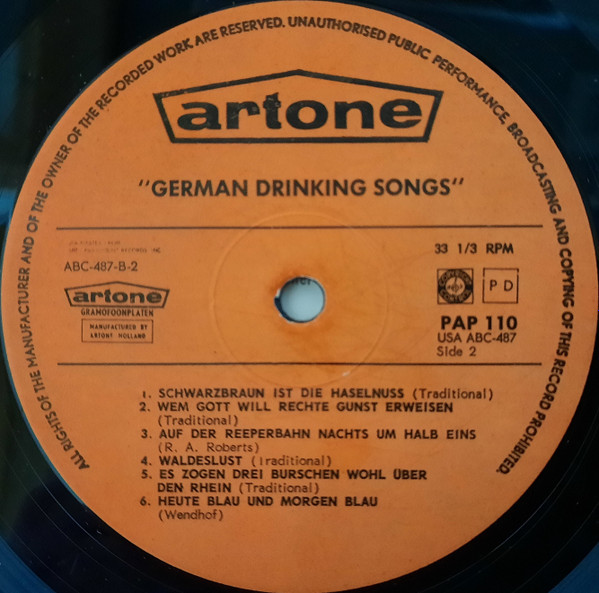 ALL RIGHTS OF THE MANUFACTURER AND OF THE OWNER OF THE RECORDED WORK ARE RESERVED. UNAUTHORISED PUBLIC PERFORMANCE, BROADCASTING AND COPYING OF THIS RECORD PROHIBITED.
artone
"GERMAN DRINKING SONGS"
33 1/3 RPM
ABC-487-B-2
artone
GRAMOFOONPLATEN
MANUFACTURED BY
ARTONE HOLLAND
P D
PAP 110
USA ABC-487
Side 2
1. SCHWARZBRAUN IST DIE HASELNUSS (Traditional)
2. WEM GOTT WILL RECHTE GUNST ERWEISEN
(Traditional)
3. AUF DER REEPERBAHN NACHTS UM HALB EINS
(R. A. Roberts)
4. WALDESLUST (Traditional)
5. ES ZOGEN DREI BURSCHEN WOHL ÜBER
DEN RHEIN (Traditional)
6. HEUTE BLAU UND MORGEN BLAU
(Wendhof)